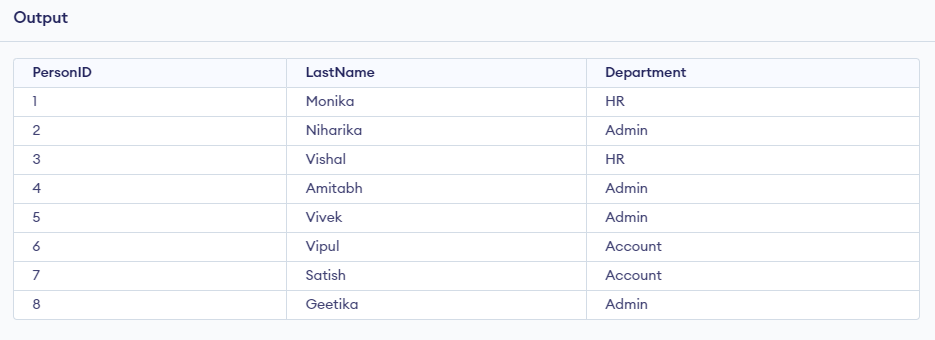 Output
PersonID LastName Department
1 Monika HR
2 Niharika Admin
3 Vishal HR
4 Amitabh Admin
5 Vivek Admin
6 Vipul Account
7 Satish Account
8 Geetika Admin